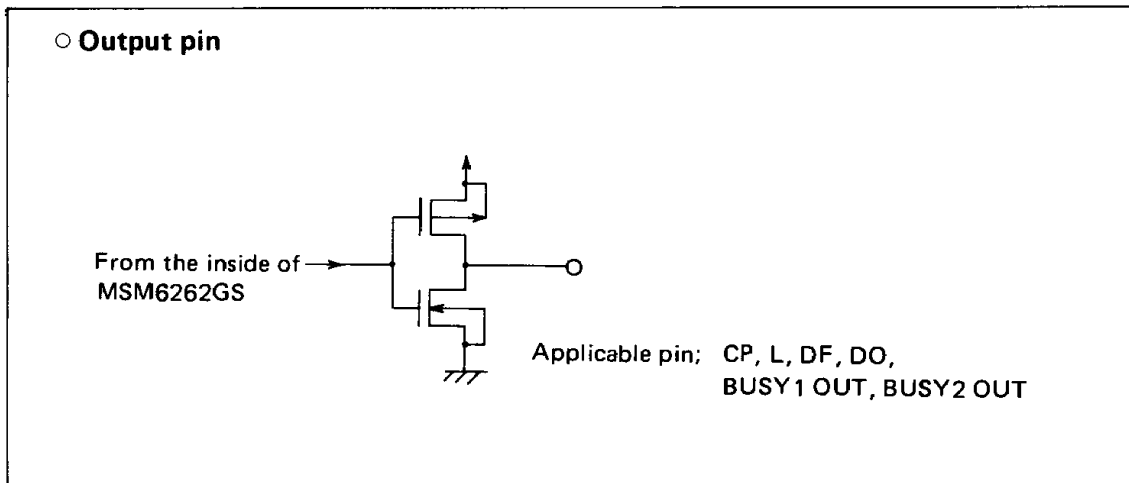 ○ Output pin
From the inside of
MSM6262GS
Applicable pin; CP, L, DF, DO,
BUSY1 OUT, BUSY2 OUT